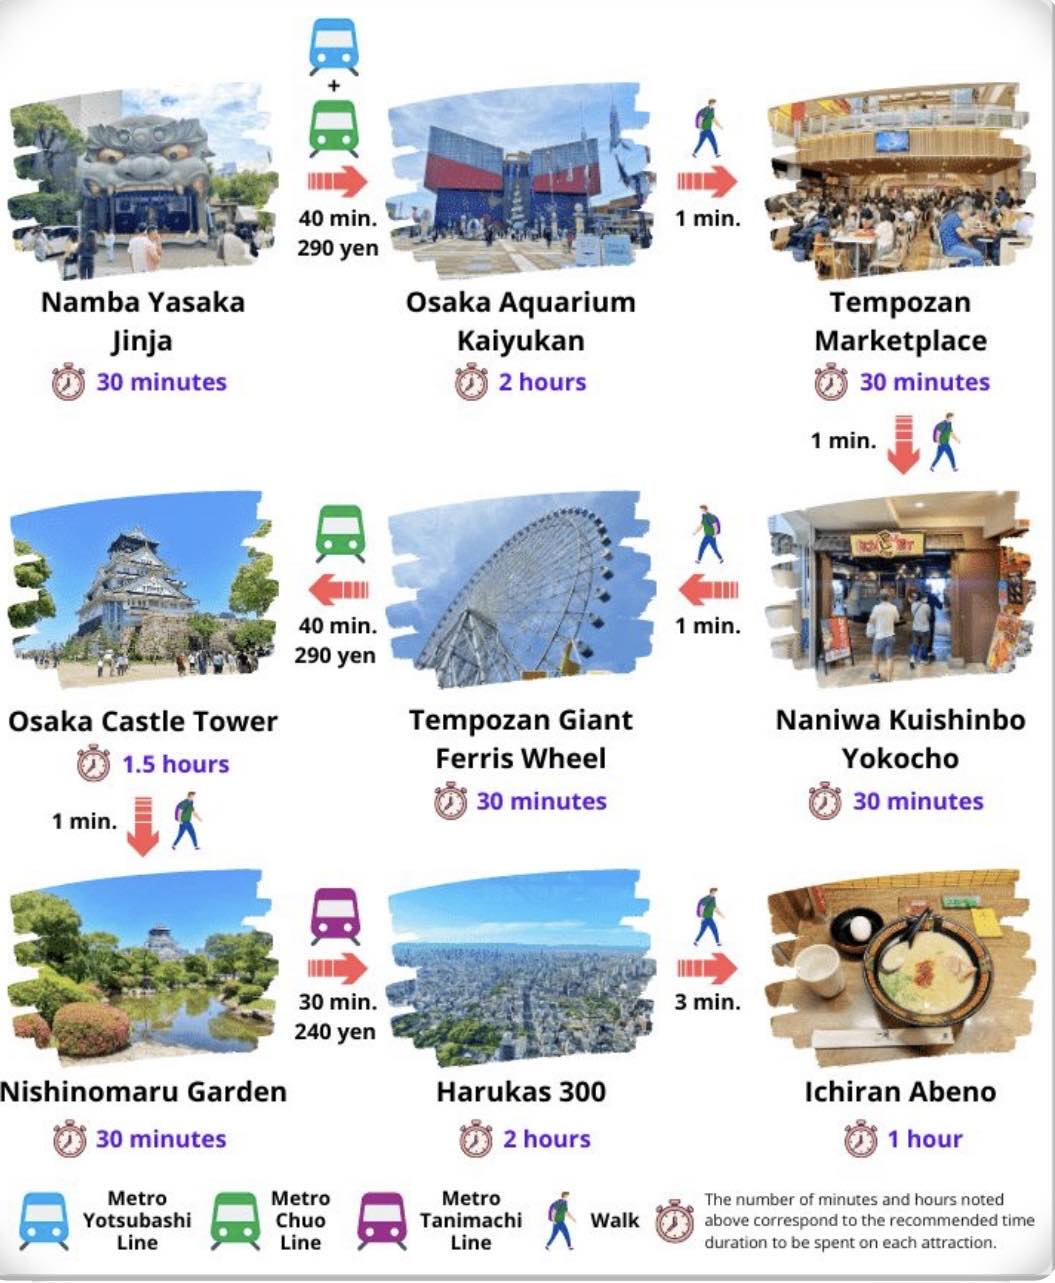 +
40 min.
290 yen
1 min.
Namba Yasaka
Jinja
30 minutes
Osaka Aquarium
Kaiyukan
2 hours
Tempozan
Marketplace
30 minutes
1 min.
40 min.
290 yen
1 min.
Osaka Castle Tower
1.5 hours
Tempozan Giant
Ferris Wheel
30 minutes
Naniwa Kuishinbo
Yokocho
30 minutes
1 min.
30 min.
240 yen
3 min.
Nishinomaru Garden
30 minutes
Harukas 300
2 hours
Ichiran Abeno
1 hour
Metro
Yotsubashi
Line
Metro
Chuo
Line
Metro
Tanimachi
Line
Walk
The number of minutes and hours noted
above correspond to the recommended time
duration to be spent on each attraction.